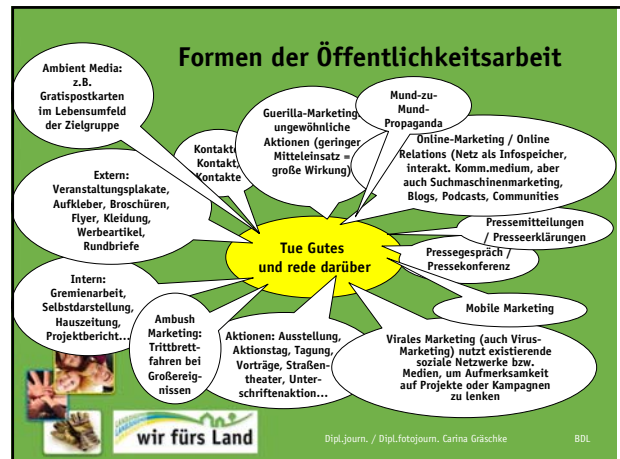 Formen der Öffentlichkeitsarbeit
Ambient Media:
z.B.
Gratispostkarten
im Lebensumfeld
der Zielgruppe
Kontakte
Kontakt,
Kontakte
Guerilla-Marketing:
ungewöhnliche
Aktionen (geringer
Mitteleinsatz =
große Wirkung)
Mund-zu-
Mund-
Propaganda
Online-Marketing / Online
Relations (Netz als Infospeicher,
interakt. Komm.medium, aber
auch Suchmaschinenmarketing,
Blogs, Podcasts, Communities
Extern:
Veranstaltungsplakate,
Aufkleber, Broschüren,
Flyer, Kleidung,
Werbeartikel,
Rundbriefe
Tue Gutes
und rede darüber
Pressemitteilungen
/ Presseerklärungen
Pressegespräch /
Pressekonferenz
Intern:
Gremienarbeit,
Selbstdarstellung,
Hauszeitung,
Projektbericht...
Ambush
Marketing:
Trittbrett-
fahren bei
Großereig-
nissen
Aktionen: Ausstellung,
Aktionstag, Tagung,
Vorträge, Straßen-
theater, Unter-
schriftenaktion...
Mobile Marketing
Virales Marketing (auch Virus-
Marketing) nutzt existierende
soziale Netzwerke bzw.
Medien, um Aufmerksamkeit
auf Projekte oder Kampagnen
zu lenken
wir fürs Land
Dipl.journ. / Dipl.fotojourn. Carina Gräschke
BDL